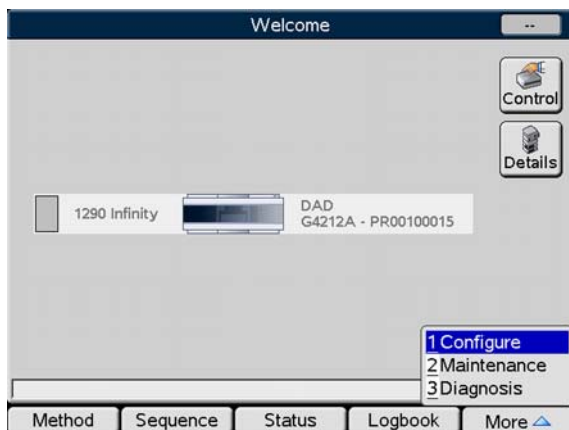 Welcome
--
Control
Details
1290 Infinity
DAD
G4212A - PR00100015
1 Configure
2 Maintenance
3 Diagnosis
Method Sequence Status Logbook More